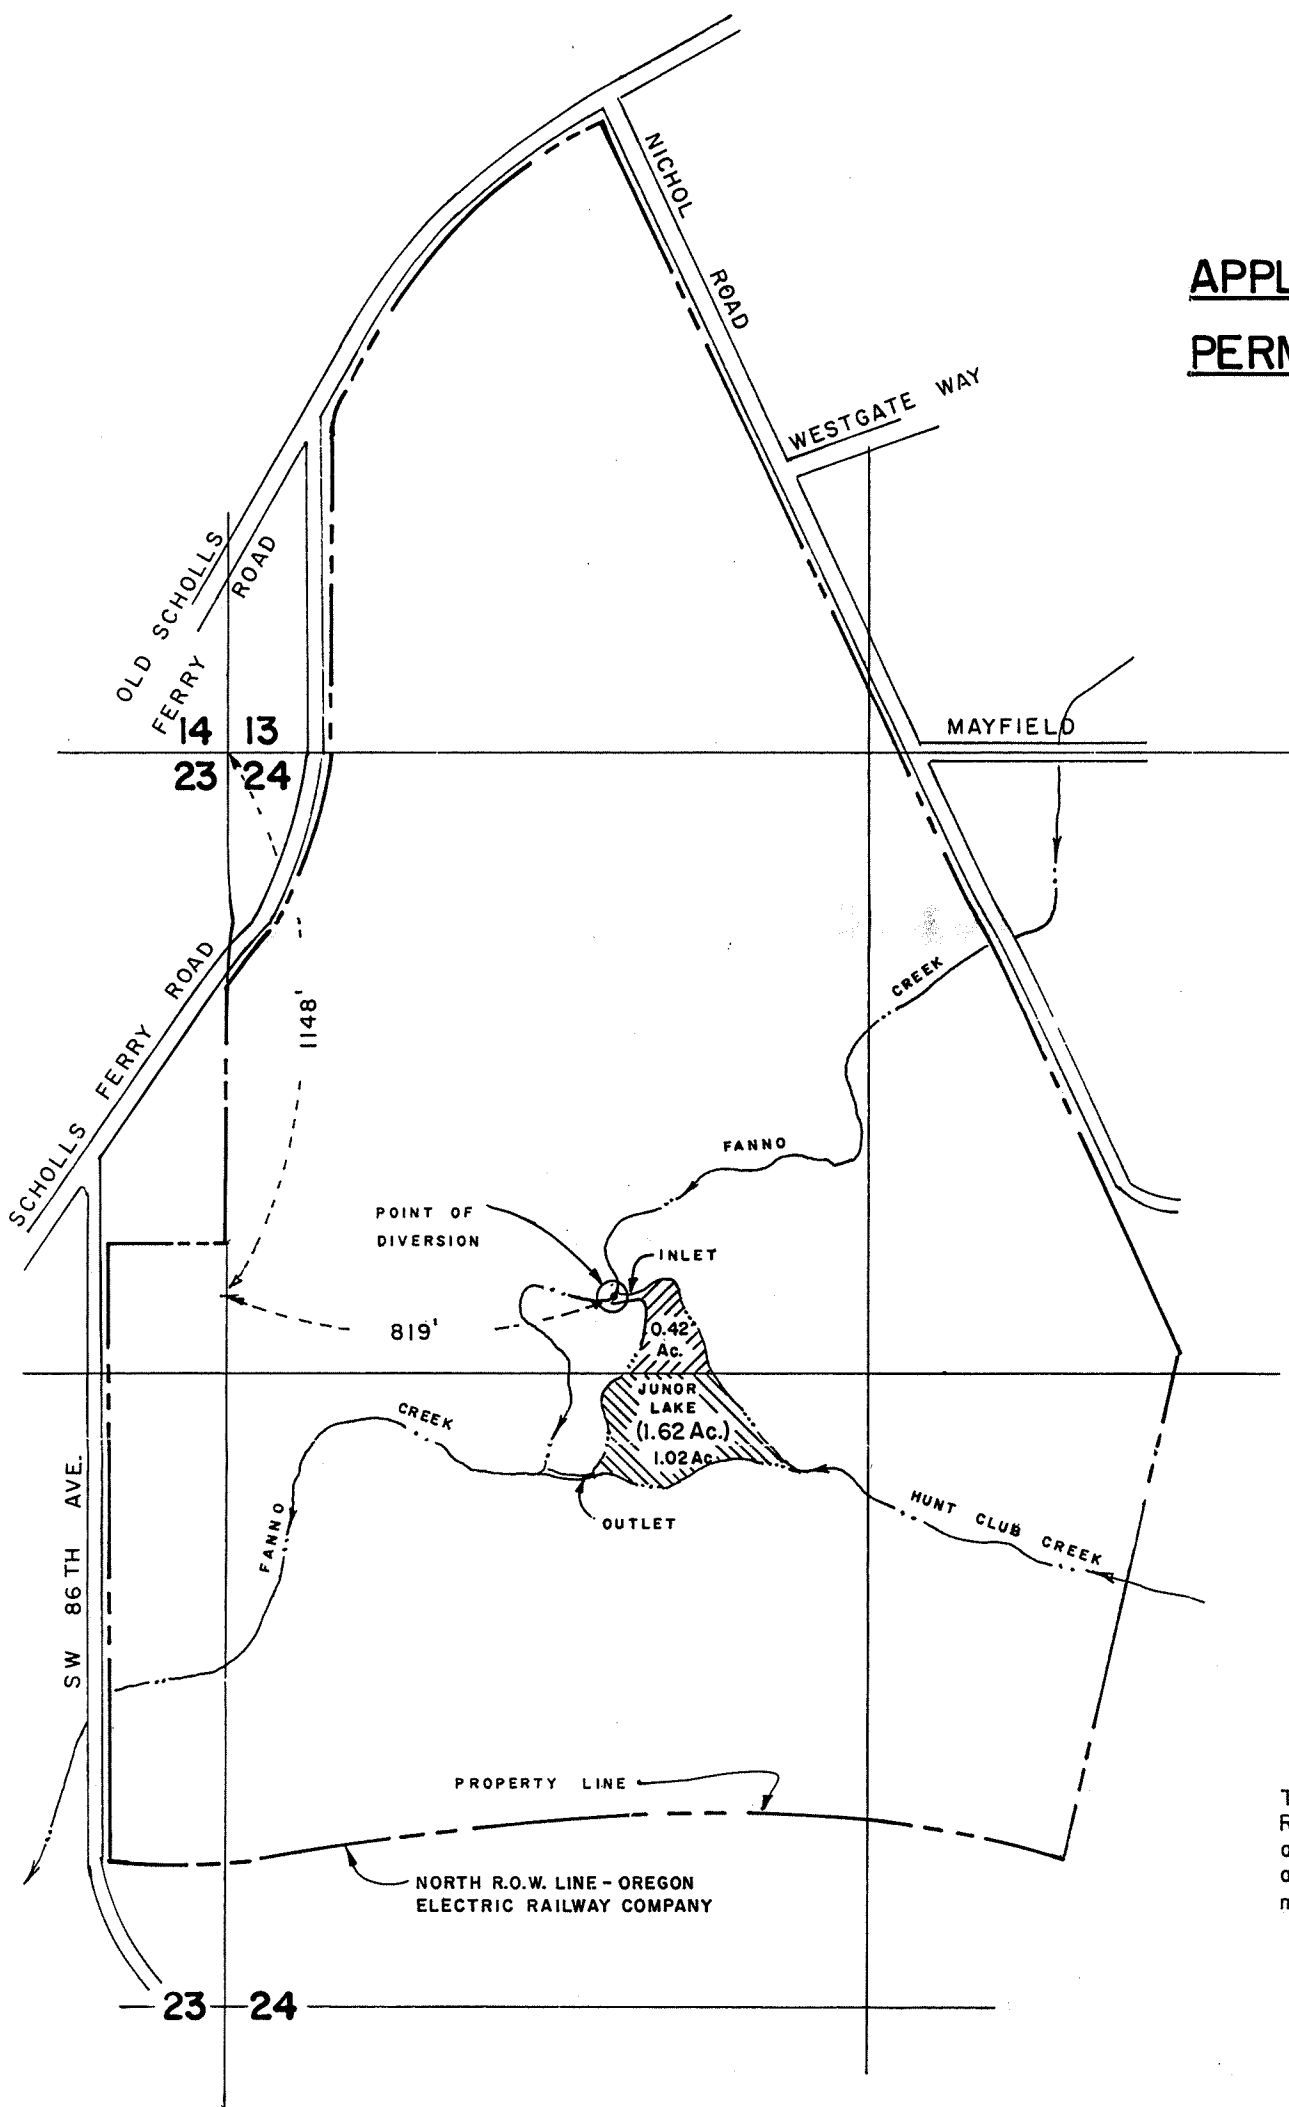 NICHOL
ROAD
APPL
PERM
WESTGATE WAY
OLD SCHOLLS
FERRY ROAD
14 13
MAYFIELD
23 24
SCHOLLS FERRY ROAD
1148'
CREEK
FANNO
POINT OF
DIVERSION
INLET
819'
0.42
Ac.
JUNOR
LAKE
(1.62 Ac.)
1.02 Ac.
CREEK
FANNO
OUTLET
HUNT CLUB CREEK
SW 86TH AVE.
PROPERTY LINE
NORTH R.O.W. LINE - OREGON
ELECTRIC RAILWAY COMPANY
23 24